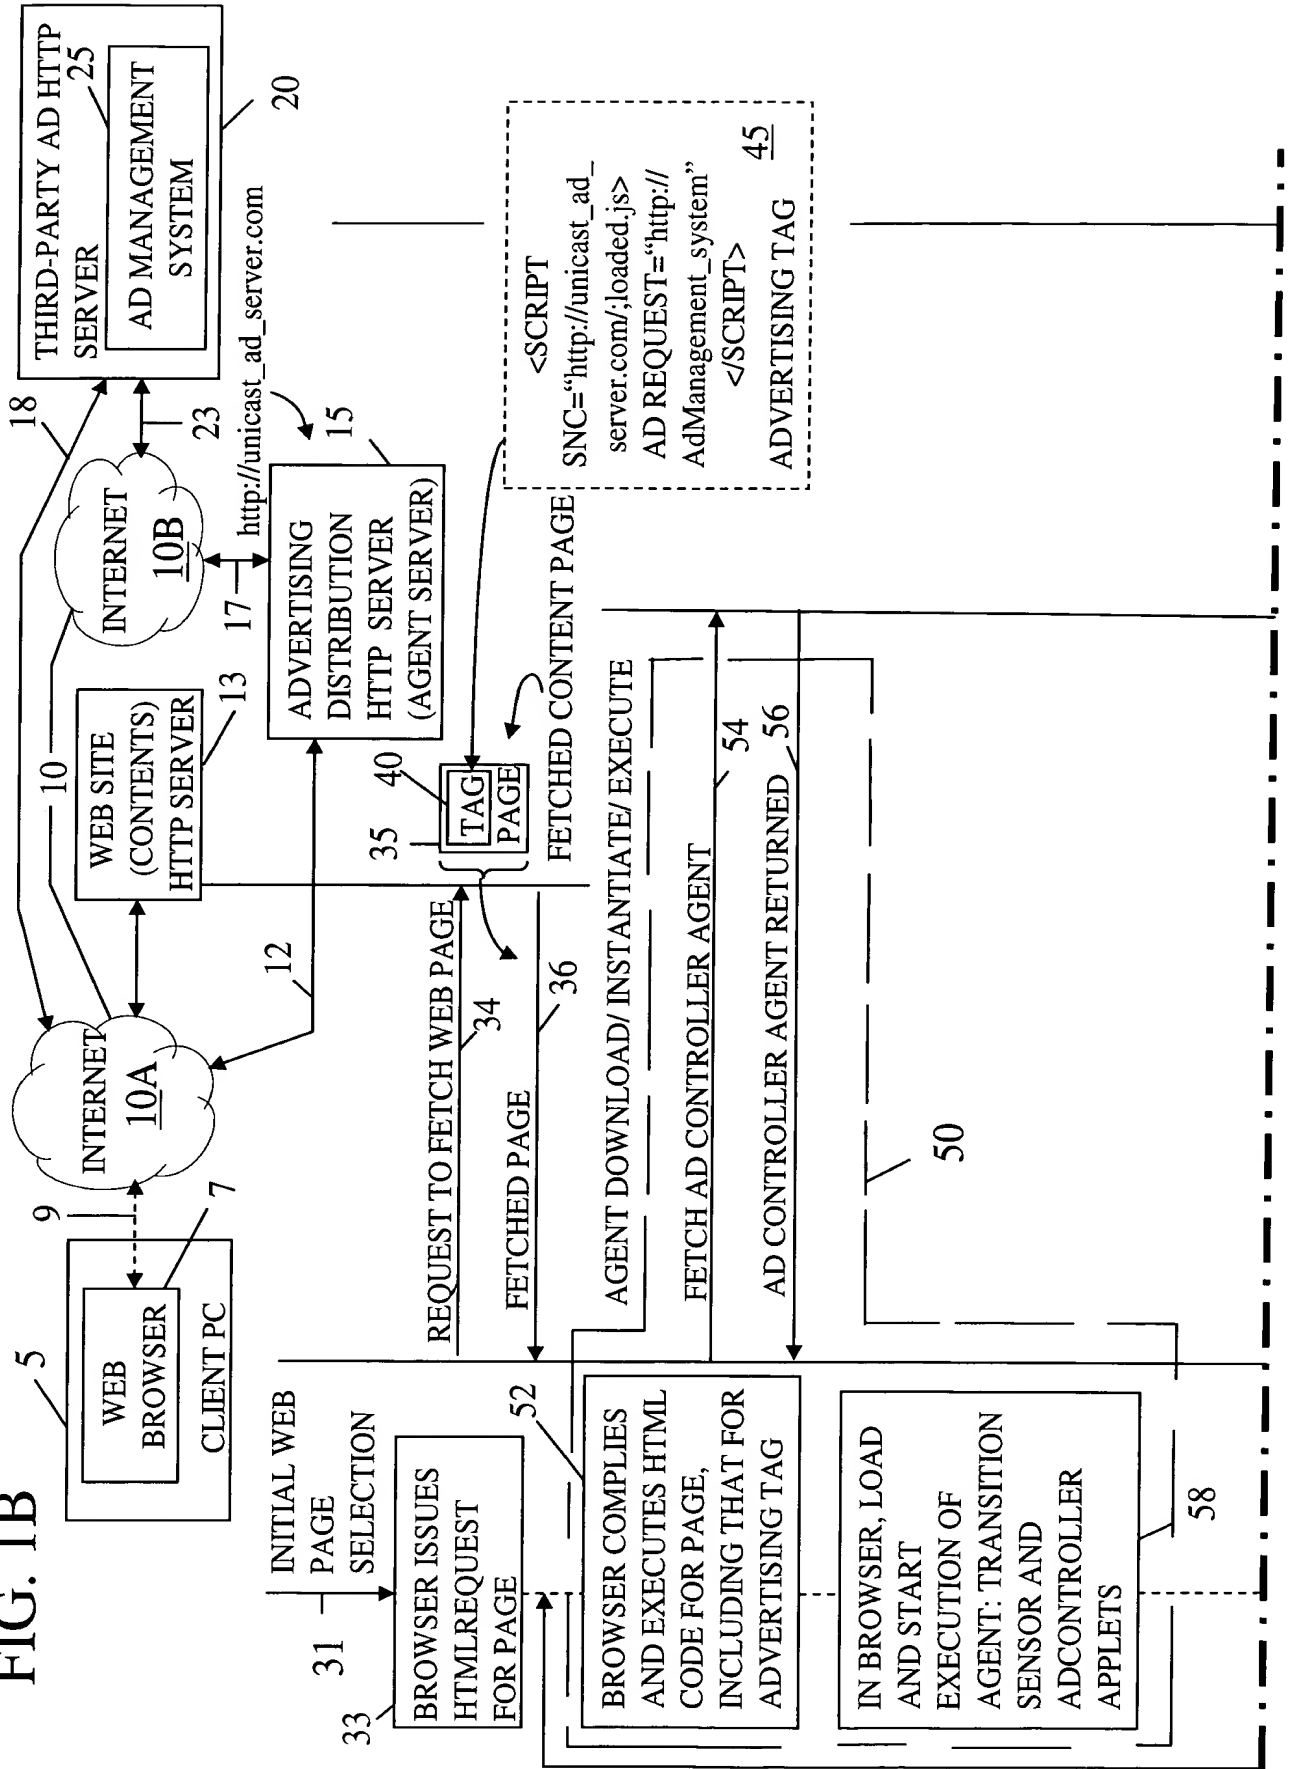 FIG. 1B
5
WEB
BROWSER
CLIENT PC
7
9
INTERNET
10A
10
18
WEB SITE
(CONTENTS)
HTTP SERVER
13
INTERNET
10B
17
23
THIRD-PARTY AD HTTP
SERVER
25
AD MANAGEMENT
SYSTEM
20
http://unicast_ad_server.com
12
ADVERTISING
DISTRIBUTION
HTTP SERVER
(AGENT SERVER)
15
INITIAL WEB
PAGE
SELECTION
31
33
BROWSER ISSUES
HTMLREQUEST
FOR PAGE
REQUEST TO FETCH WEB PAGE
34
35
40
TAG
PAGE
FETCHED PAGE
36
FETCHED CONTENT PAGE
<SCRIPT
SNC="http://unicast_ad_
server.com/;loaded.js>
AD REQUEST="http://
AdManagement_system"
</SCRIPT>
45
ADVERTISING TAG
52
BROWSER COMPLIES
AND EXECUTES HTML
CODE FOR PAGE,
INCLUDING THAT FOR
ADVERTISING TAG
AGENT DOWNLOAD/ INSTANTIATE/ EXECUTE
FETCH AD CONTROLLER AGENT
54
AD CONTROLLER AGENT RETURNED
56
50
IN BROWSER, LOAD
AND START
EXECUTION OF
AGENT: TRANSITION
SENSOR AND
ADCONTROLLER
APPLETS
58